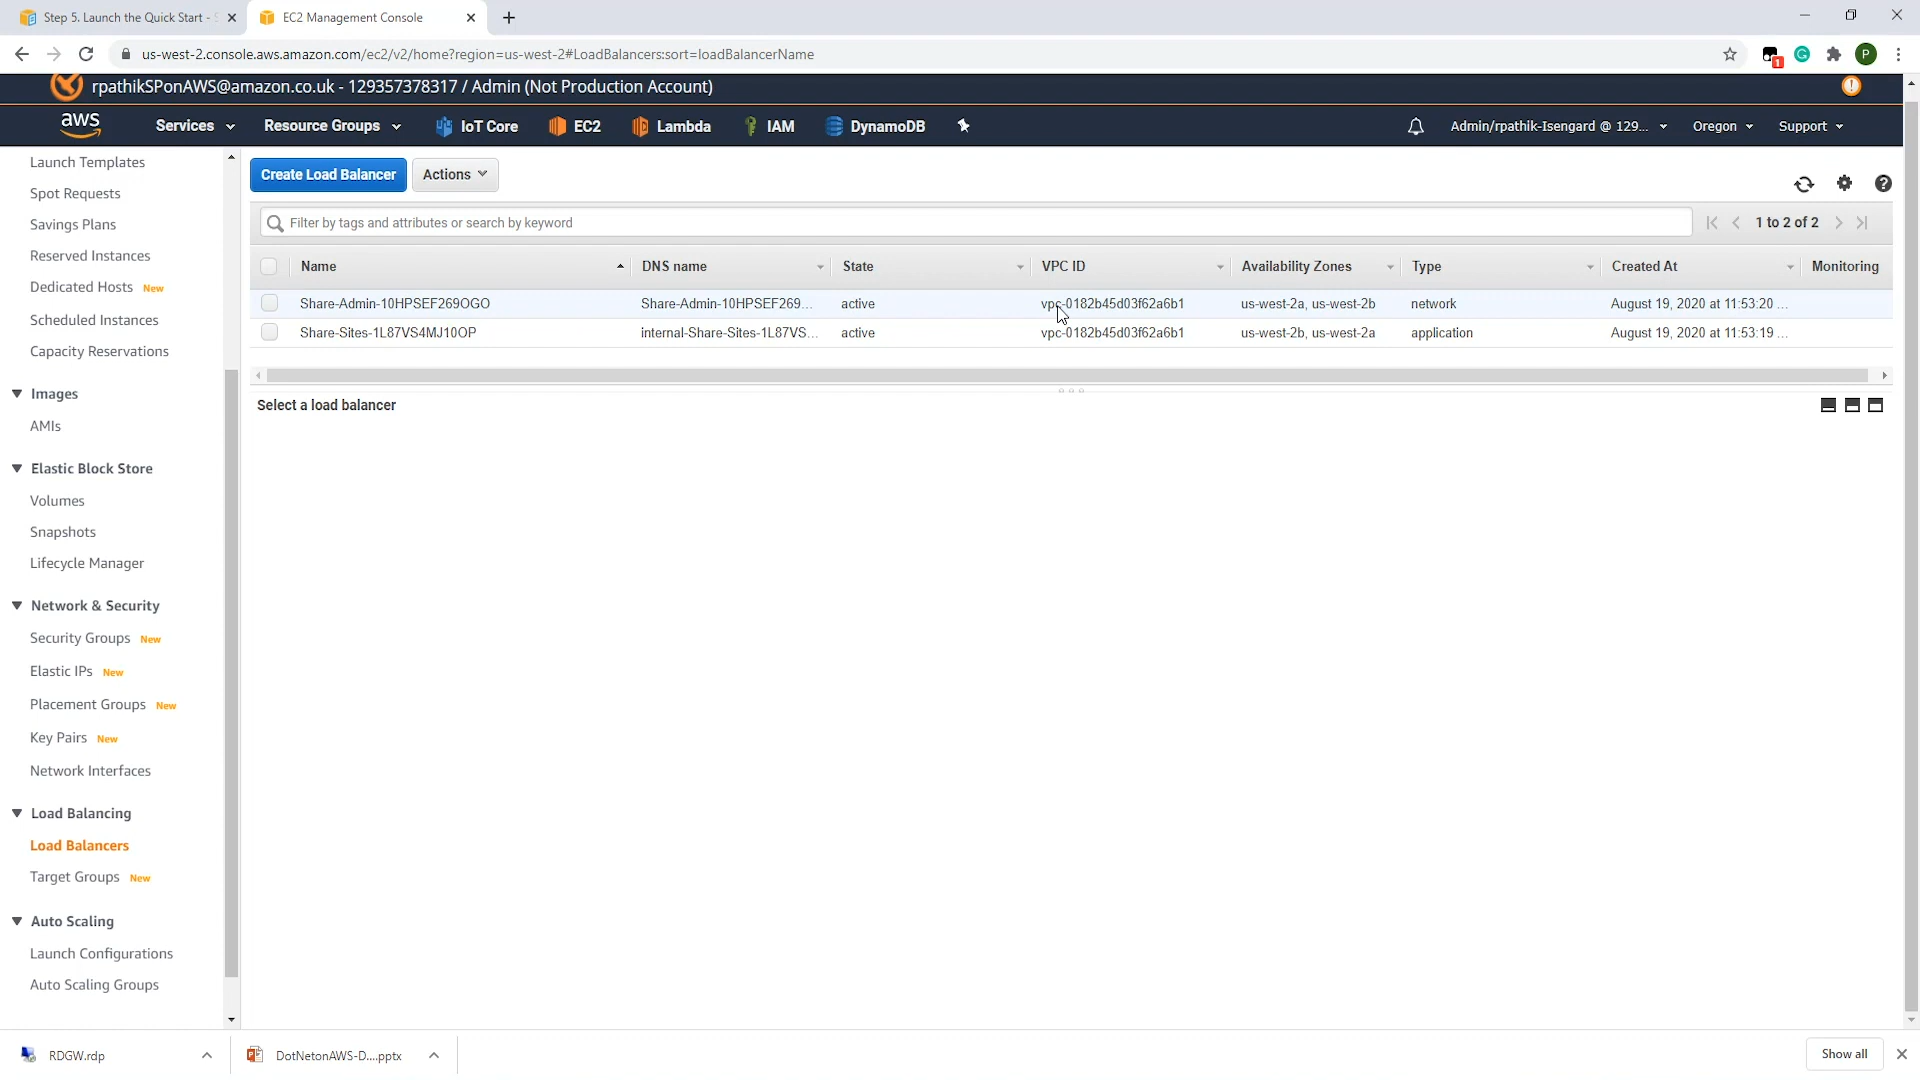 Step 5. Launch the Quick Start - S
EC2 Management Console
us-west-2.console.aws.amazon.com/ec2/v2/home?region=us-west-2#LoadBalancers:sort=loadBalancerName
1
P
rpathikSPonAWS@amazon.co.uk - 129357378317 / Admin (Not Production Account)
aws Services Resource Groups IoT Core EC2 Lambda IAM DynamoDB Admin/rpathik-Isengard @ 129... Oregon Support
Launch Templates
Spot Requests
Savings Plans
Reserved Instances
Dedicated Hosts New
Scheduled Instances
Capacity Reservations
Images
AMIs
Elastic Block Store
Volumes
Snapshots
Lifecycle Manager
Network & Security
Security Groups New
Elastic IPs New
Placement Groups New
Key Pairs New
Network Interfaces
Load Balancing
Load Balancers
Target Groups New
Auto Scaling
Launch Configurations
Auto Scaling Groups
Create Load Balancer Actions
Filter by tags and attributes or search by keyword 1 to 2 of 2
Name DNS name State VPC ID Availability Zones Type Created At Monitoring
Share-Admin-10HPSEF269OGO Share-Admin-10HPSEF269... active vpc-0182b45d03f62a6b1 us-west-2a, us-west-2b network August 19, 2020 at 11:53:20 ...
Share-Sites-1L87VS4MJ10OP internal-Share-Sites-1L87VS... active vpc-0182b45d03f62a6b1 us-west-2b, us-west-2a application August 19, 2020 at 11:53:19 ...
Select a load balancer
RDGW.rdp
DotNetonAWS-D....pptx
Show all